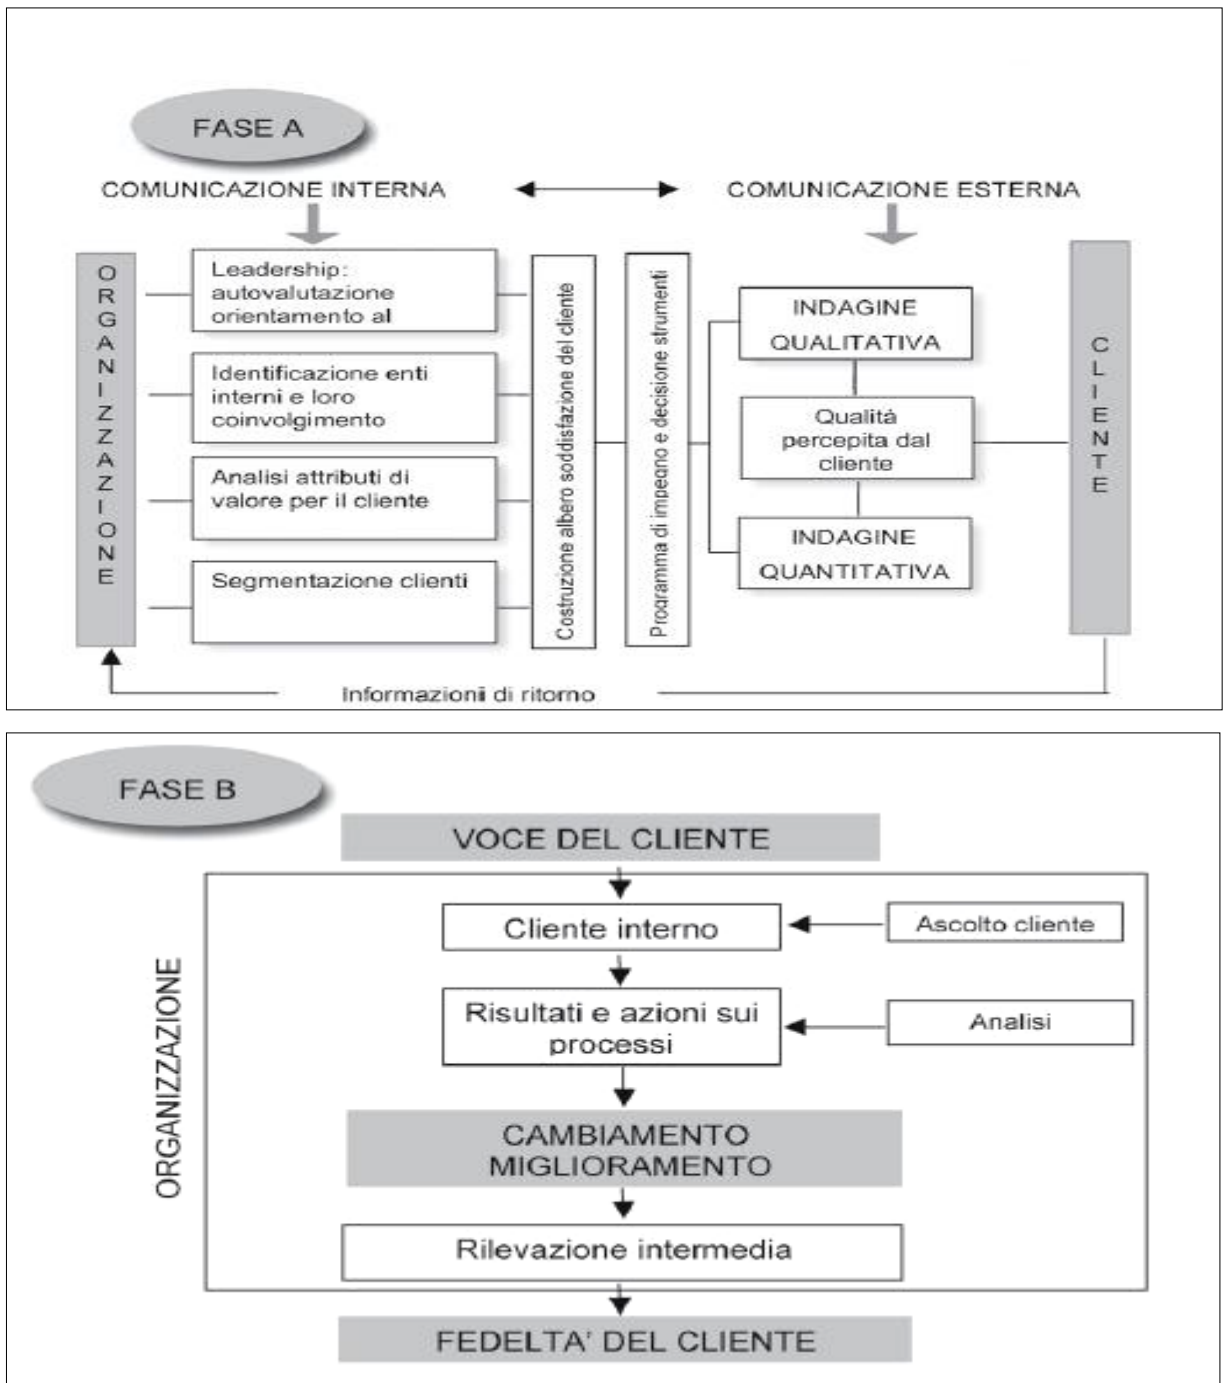 FASE A
COMUNICAZIONE INTERNA
COMUNICAZIONE ESTERNA
ORGANIZZAZIONE
Leadership:
autovalutazione
orientamento al
Identificazione enti
interni e loro
coinvolgimento
Analisi attributi di
valore per il cliente
Segmentazione clienti
Costruzione albero soddisfazione del cliente
Programma di impegno e decisione strumenti
INDAGINE
QUALITATIVA
Qualità
percepita dal
cliente
INDAGINE
QUANTITATIVA
CLIENTE
Informazioni di ritorno
FASE B
VOCE DEL CLIENTE
ORGANIZZAZIONE
Cliente interno
Ascolto cliente
Risultati e azioni sui
processi
Analisi
CAMBIAMENTO
MIGLIORAMENTO
Rilevazione intermedia
FEDELTA' DEL CLIENTE